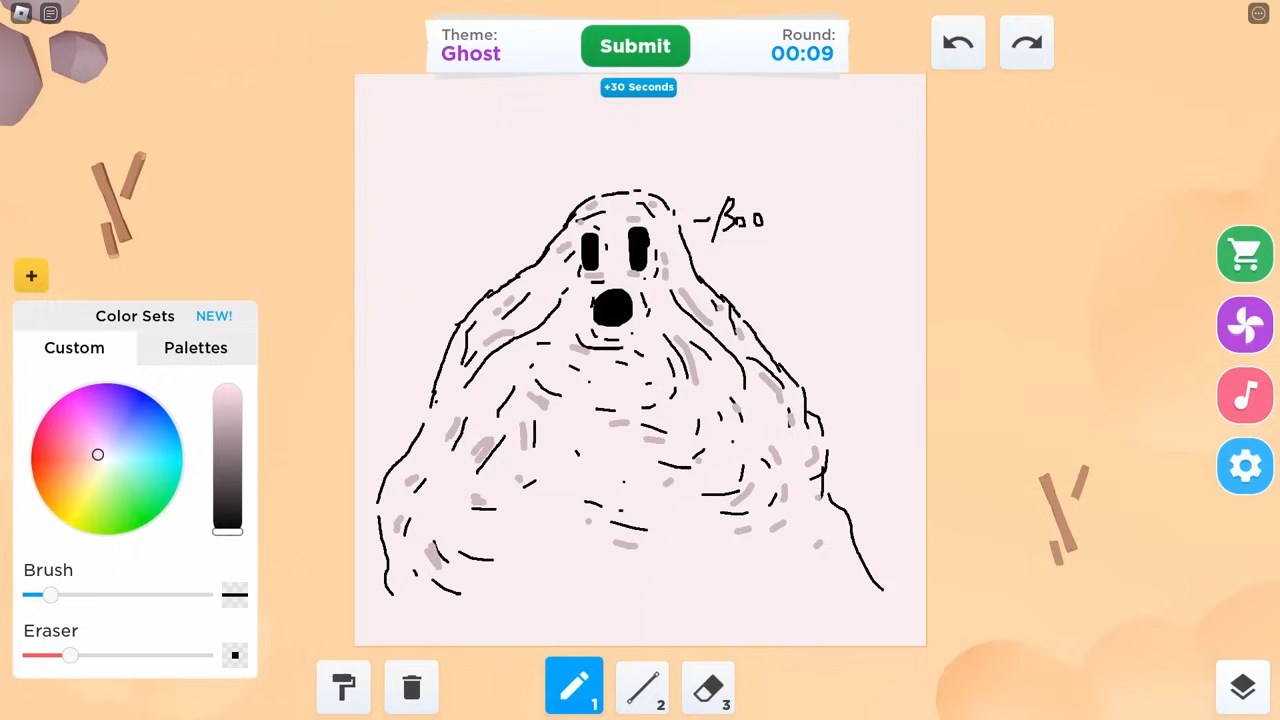 Theme:
Ghost
Submit
Round:
00:09
+30 Seconds
-Boo
+
Color Sets NEW!
Custom Palettes
Brush
Eraser
1 2 3